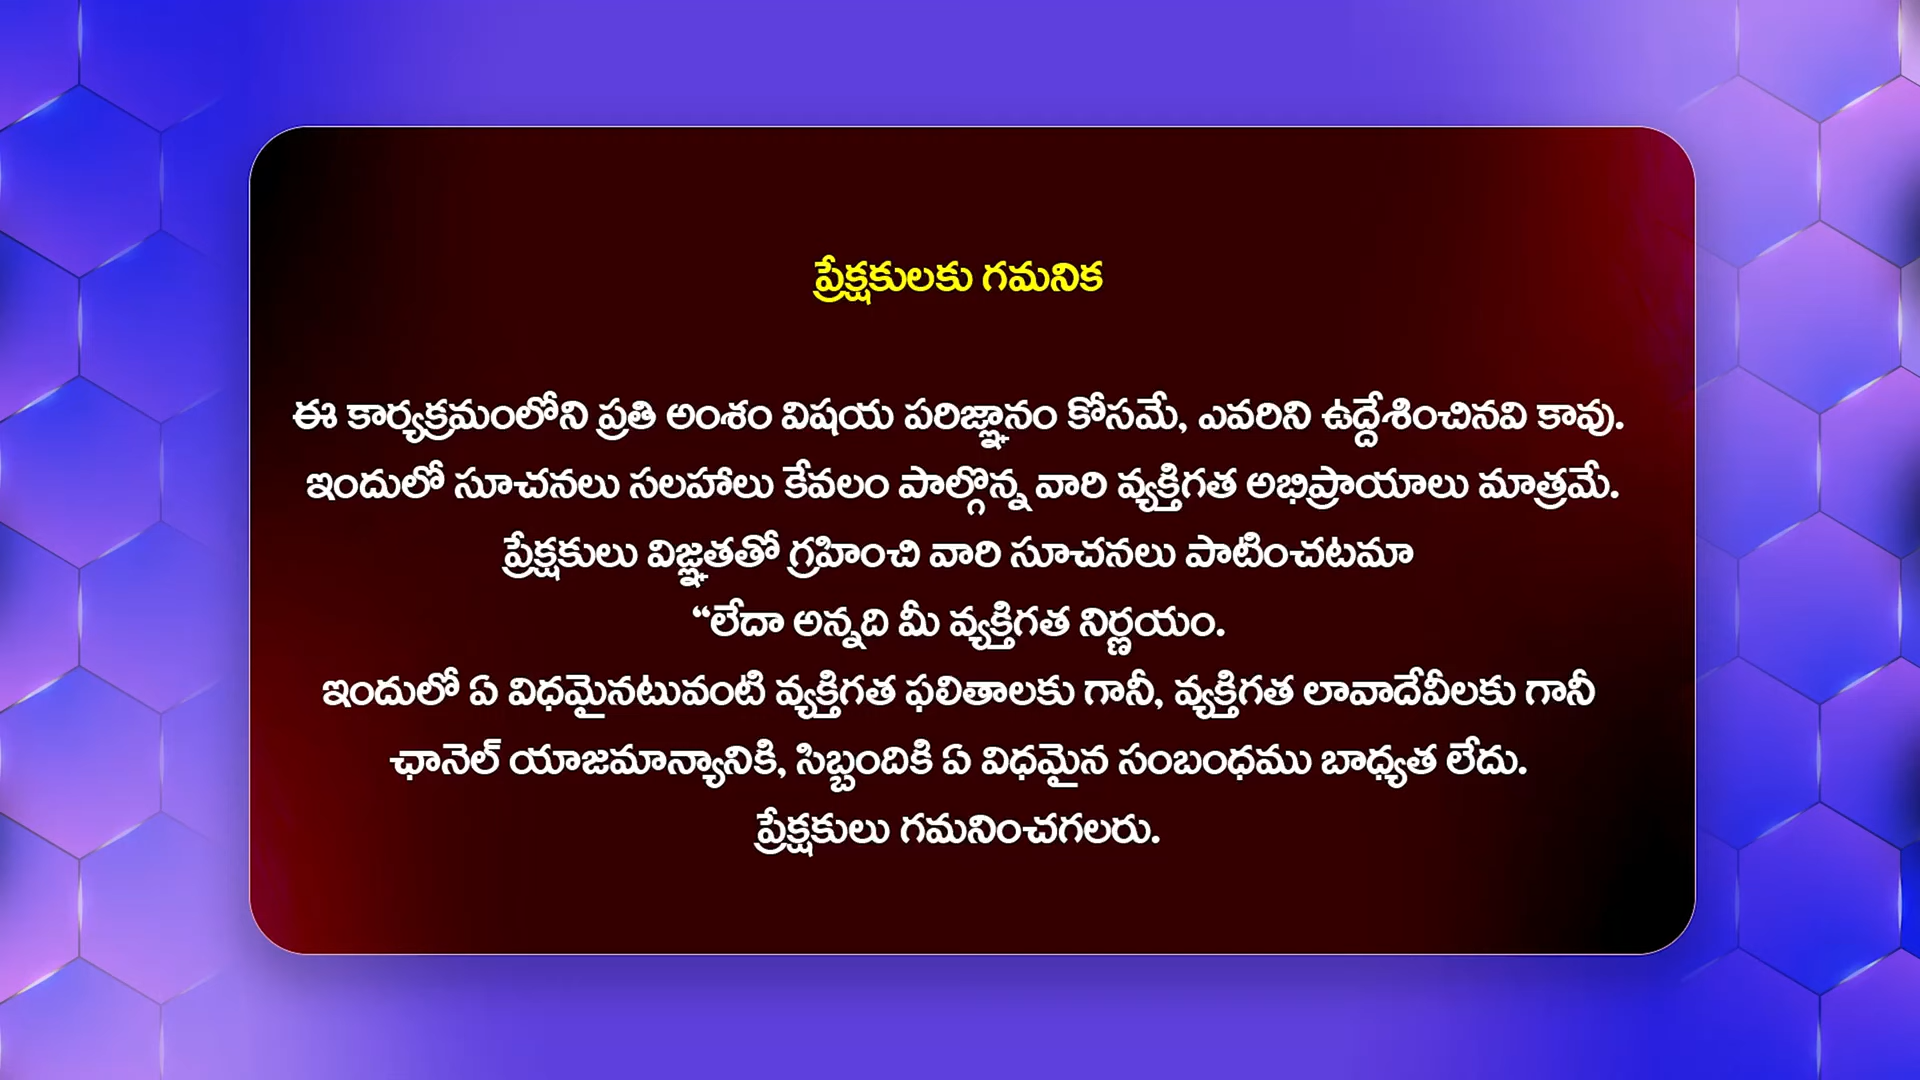 ప్రేక్షకులకు గమనిక
ఈ కార్యక్రమంలోని ప్రతి అంశం విషయ పరిజ్ఞానం కోసమే, ఎవరిని ఉద్దేశించినవి కావు.
ఇందులో సూచనలు సలహాలు కేవలం పాల్గొన్న వారి వ్యక్తిగత అభిప్రాయాలు మాత్రమే.
ప్రేక్షకులు విజ్ఞతతో గ్రహించి వారి సూచనలు పాటించటమా
“లేదా అన్నది మీ వ్యక్తిగత నిర్ణయం.
ఇందులో ఏ విధమైనటువంటి వ్యక్తిగత ఫలితాలకు గానీ, వ్యక్తిగత లావాదేవీలకు గానీ
ఛానెల్ యాజమాన్యానికి, సిబ్బందికి ఏ విధమైన సంబంధము బాధ్యత లేదు.
ప్రేక్షకులు గమనించగలరు.